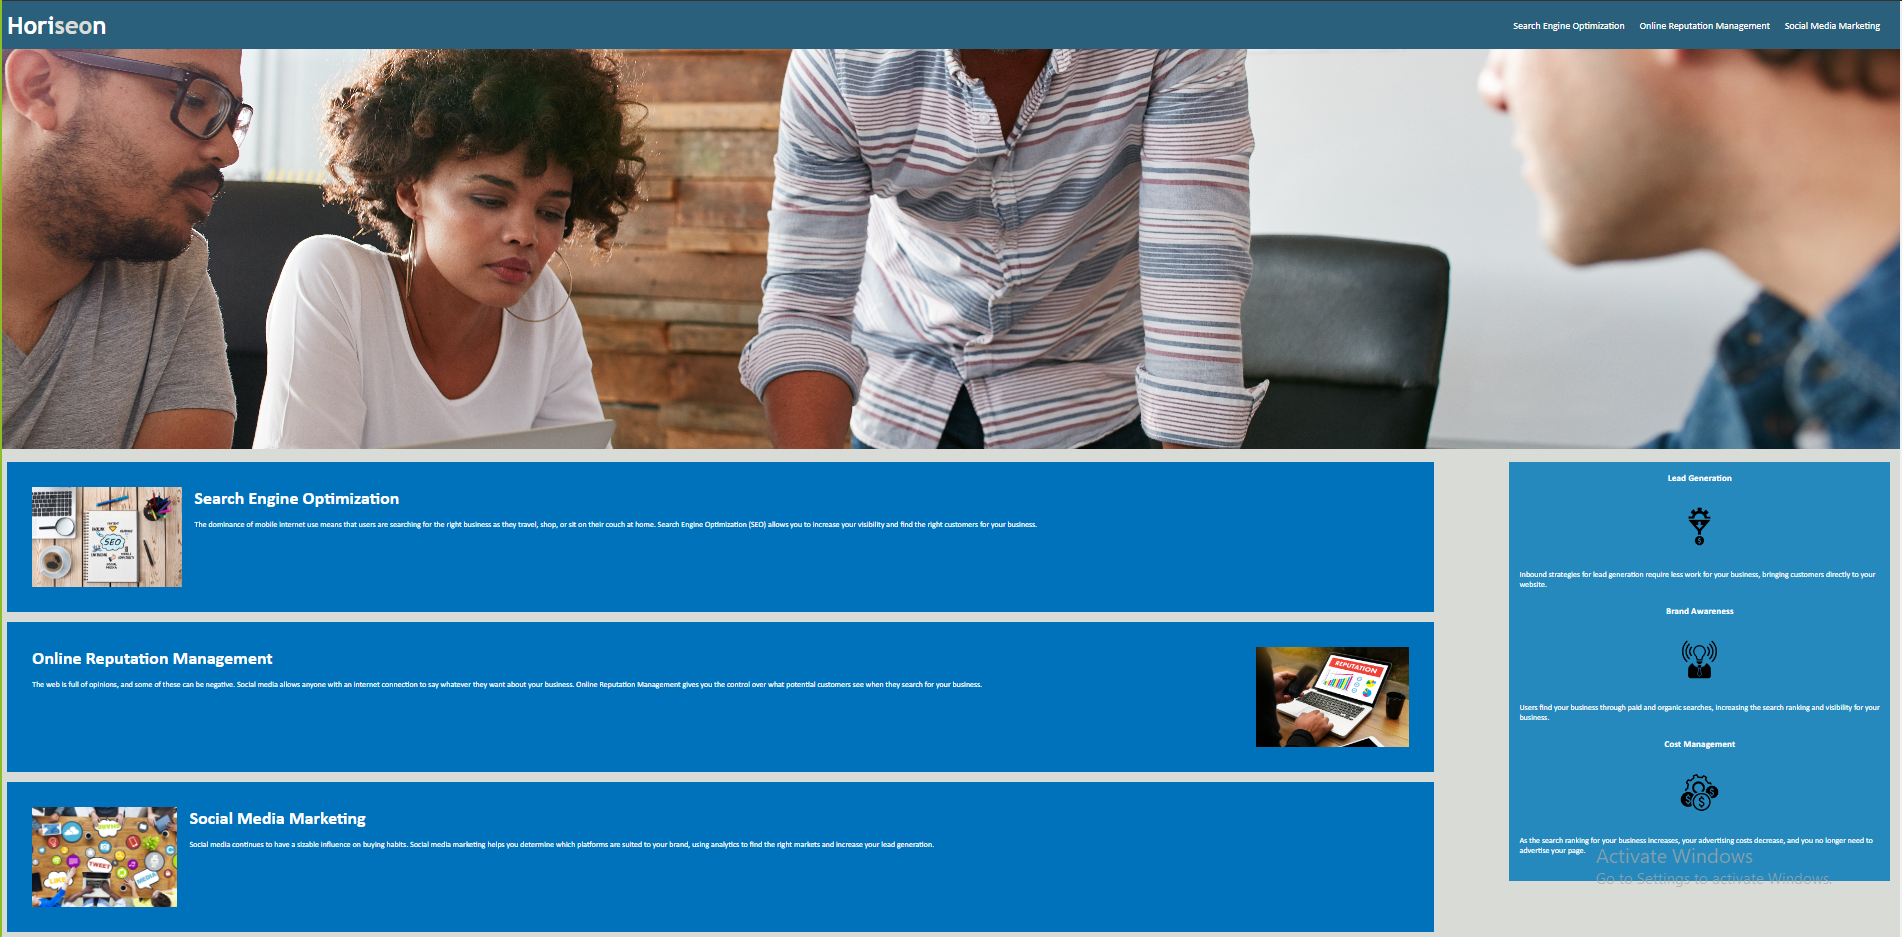 Horiseon
Search Engine Optimization
Online Reputation Management
Social Media Marketing
Search Engine Optimization
The dominance of mobile internet use means that users are searching for the right business as they travel, shop, or sit on their couch at home. Search Engine Optimization (SEO) allows you to increase your visibility and find the right customers for your business.
SEO
Online Reputation Management
The web is full of opinions, and some of these can be negative. Social media allows anyone with an internet connection to say whatever they want about your business. Online Reputation Management gives you the control over what potential customers see when they search for your business.
REPUTATION
Social Media Marketing
Social media continues to have a sizable influence on buying habits. Social media marketing helps you determine which platforms are suited to your brand, using analytics to find the right markets and increase your lead generation.
TWEET
LIKE
MEDIA
Lead Generation
Inbound strategies for lead generation require less work for your business, bringing customers directly to your
website.
Brand Awareness
Users find your business through paid and organic searches, increasing the search ranking and visibility for your
business.
Cost Management
As the search ranking for your business increases, your advertising costs decrease, and you no longer need to
advertise your page.
Activate Windows
Go to Settings to activate Windows.